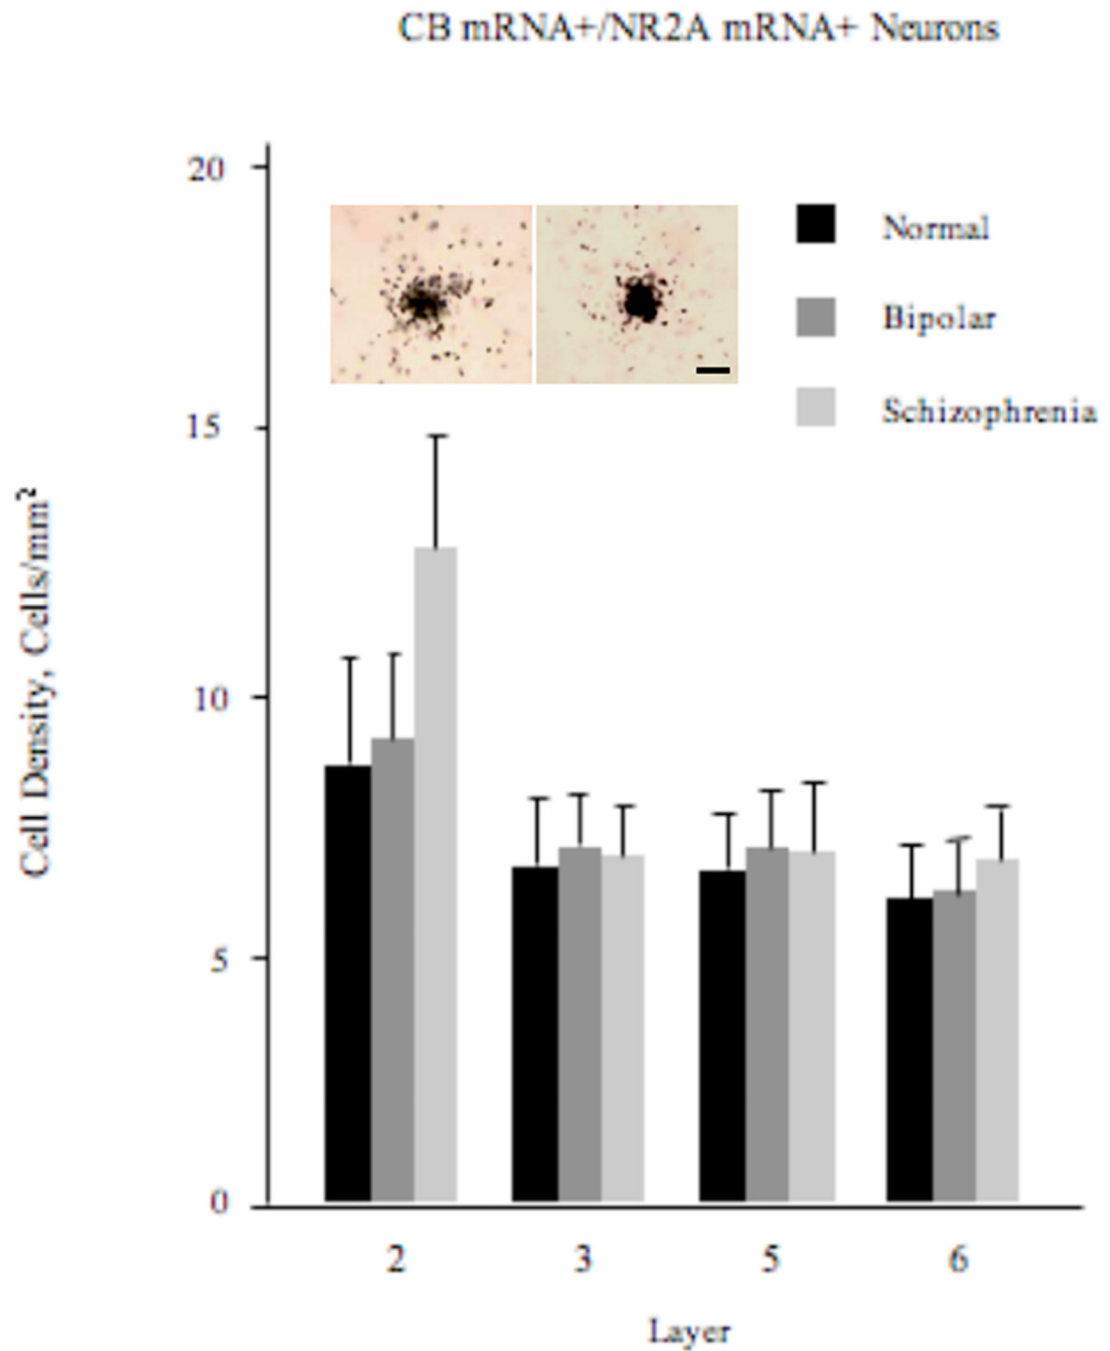 CB mRNA+/NR2A mRNA+ Neurons
20
15
10
5
0
Cell Density, Cells/mm²
Normal
Bipolar
Schizophrenia
2 3 5 6
Layer